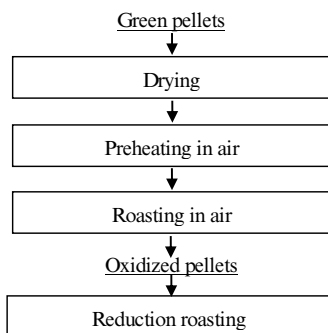 Green pellets
Drying
Preheating in air
Roasting in air
Oxidized pellets
Reduction roasting